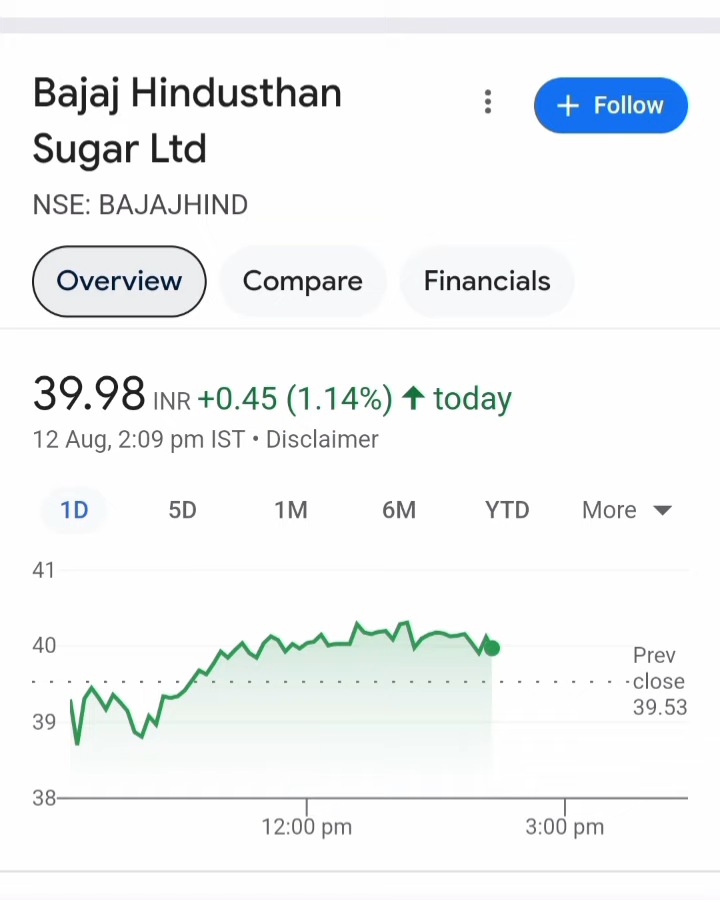 Bajaj Hindusthan
Sugar Ltd
+ Follow
NSE: BAJAJHIND
Overview
Compare
Financials
39.98 INR +0.45 (1.14%) ↑ today
12 Aug, 2:09 pm IST • Disclaimer
1D
5D
1M
6M
YTD
More
41
40
39
38
Prev
close
39.53
12:00 pm
3:00 pm